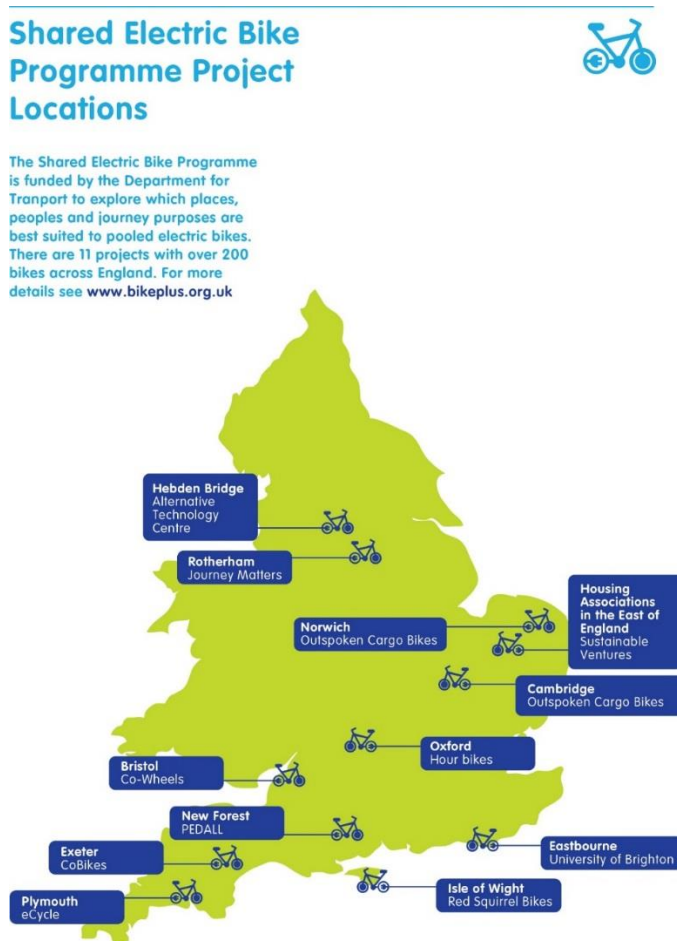 Shared Electric Bike
Programme Project
Locations
The Shared Electric Bike Programme
is funded by the Department for
Tranport to explore which places,
peoples and journey purposes are
best suited to pooled electric bikes.
There are 11 projects with over 200
bikes across England. For more
details see www.bikeplus.org.uk
Hebden Bridge
Alternative
Technology
Centre
Rotherham
Journey Matters
Housing
Associations
in the East of
England
Sustainable
Ventures
Norwich
Outspoken Cargo Bikes
Cambridge
Outspoken Cargo Bikes
Oxford
Hour bikes
Bristol
Co-Wheels
New Forest
PEDALL
Exeter
CoBikes
Eastbourne
University of Brighton
Plymouth
eCycle
Isle of Wight
Red Squirrel Bikes